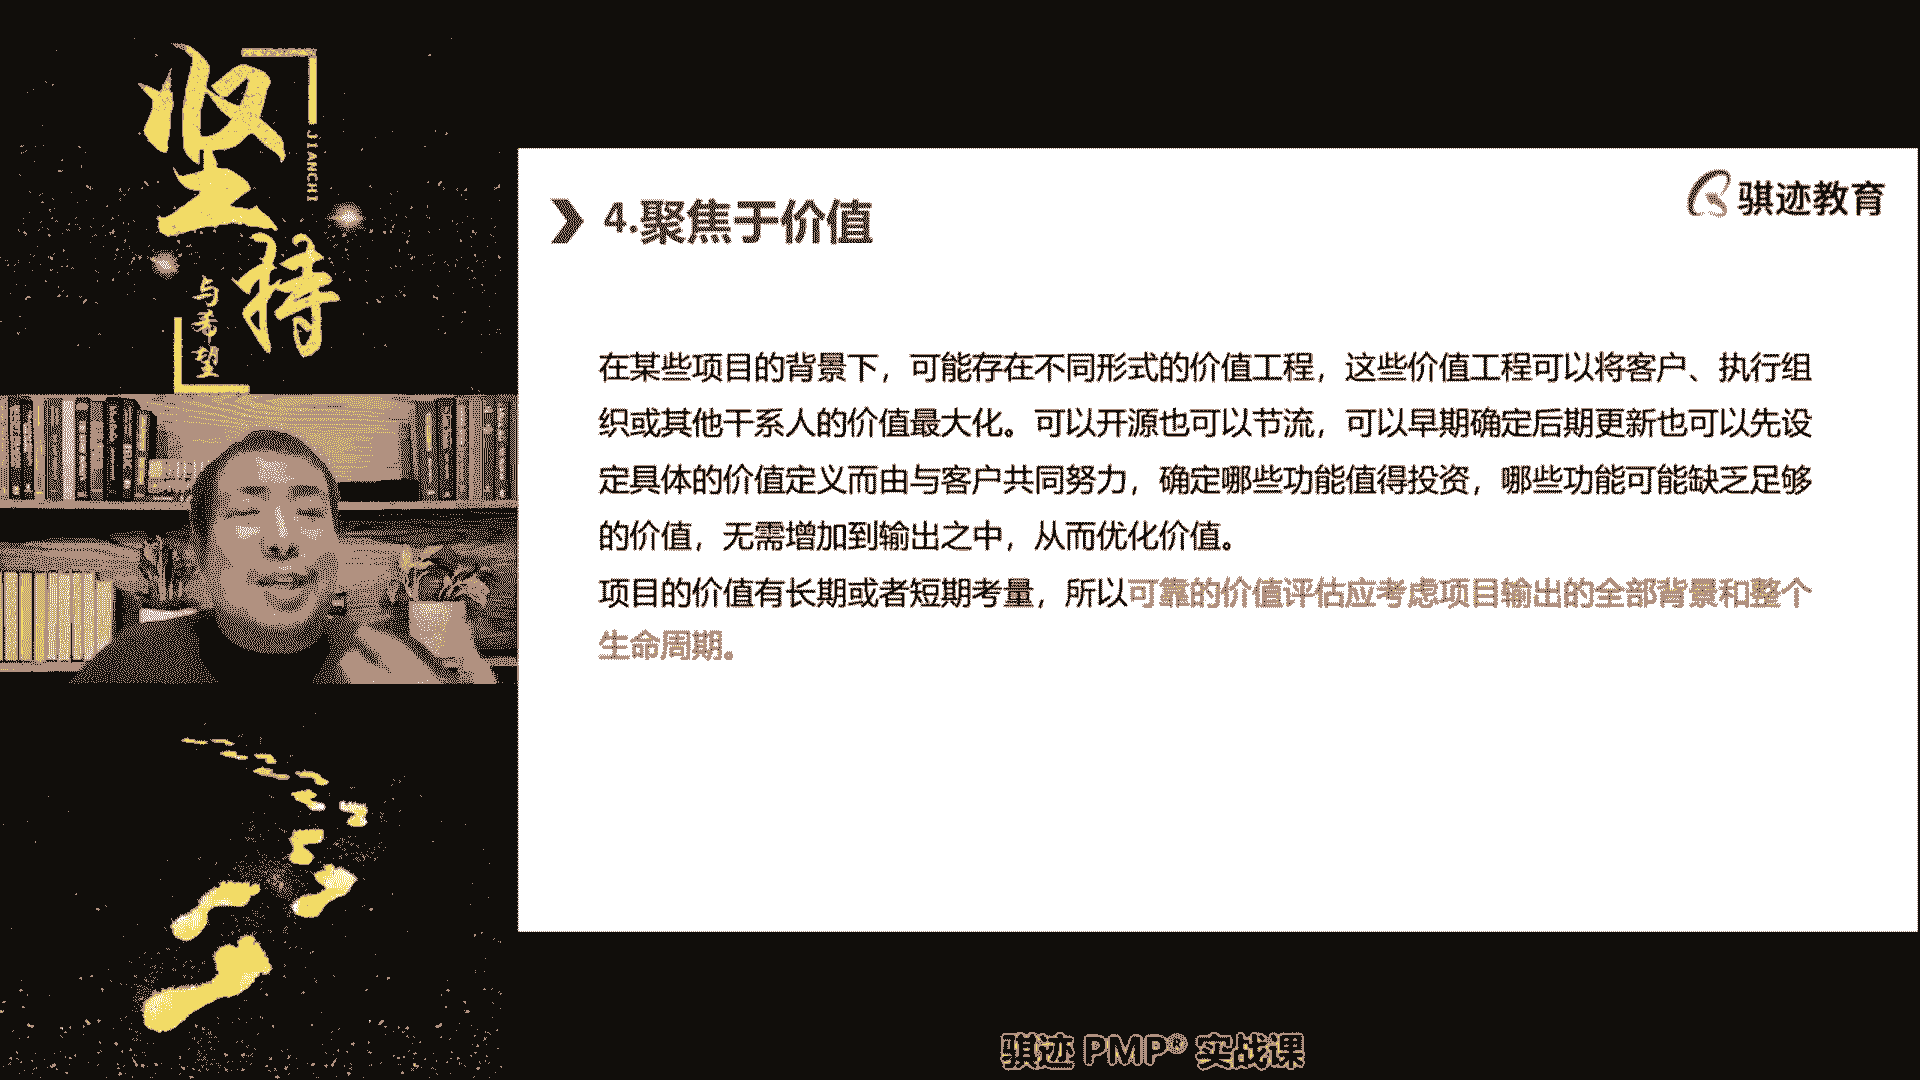 坚持
JIANCHI
与希望
骐迹教育
4.聚焦于价值
在某些项目的背景下，可能存在不同形式的价值工程，这些价值工程可以将客户、执行组
织或其他干系人的价值最大化。可以开源也可以节流，可以早期确定后期更新也可以先设
定具体的价值定义而由与客户共同努力，确定哪些功能值得投资，哪些功能可能缺乏足够
的价值，无需增加到输出之中，从而优化价值。
项目的价值有长期或者短期考量，所以可靠的价值评估应考虑项目输出的全部背景和整个
生命周期。
骐迹 PMP® 实战课